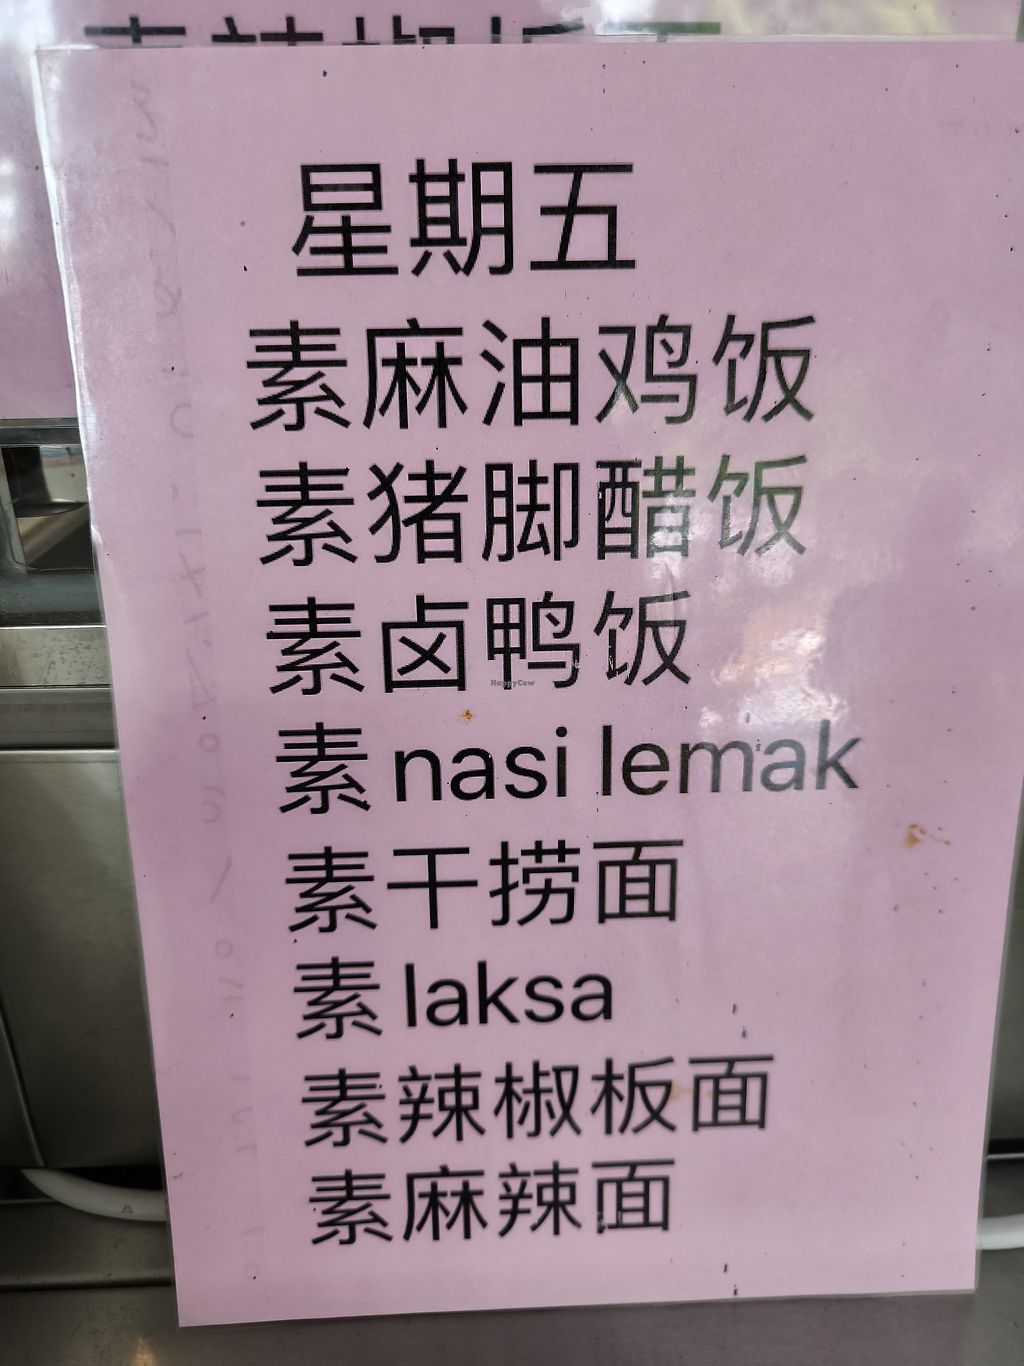 星期五
素麻油鸡饭
素猪脚醋饭
素卤鸭饭
HappyCow
素 nasi lemak
素干捞面
素 laksa
素辣椒板面
素麻辣面